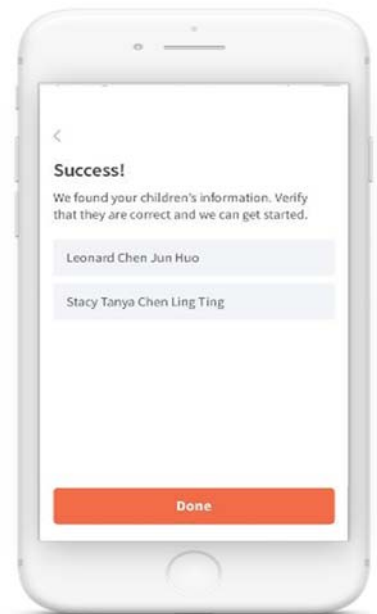 Success!
We found your children's information. Verify
that they are correct and we can get started.
Leonard Chen Jun Huo
Stacy Tanya Chen Ling Ting
Done